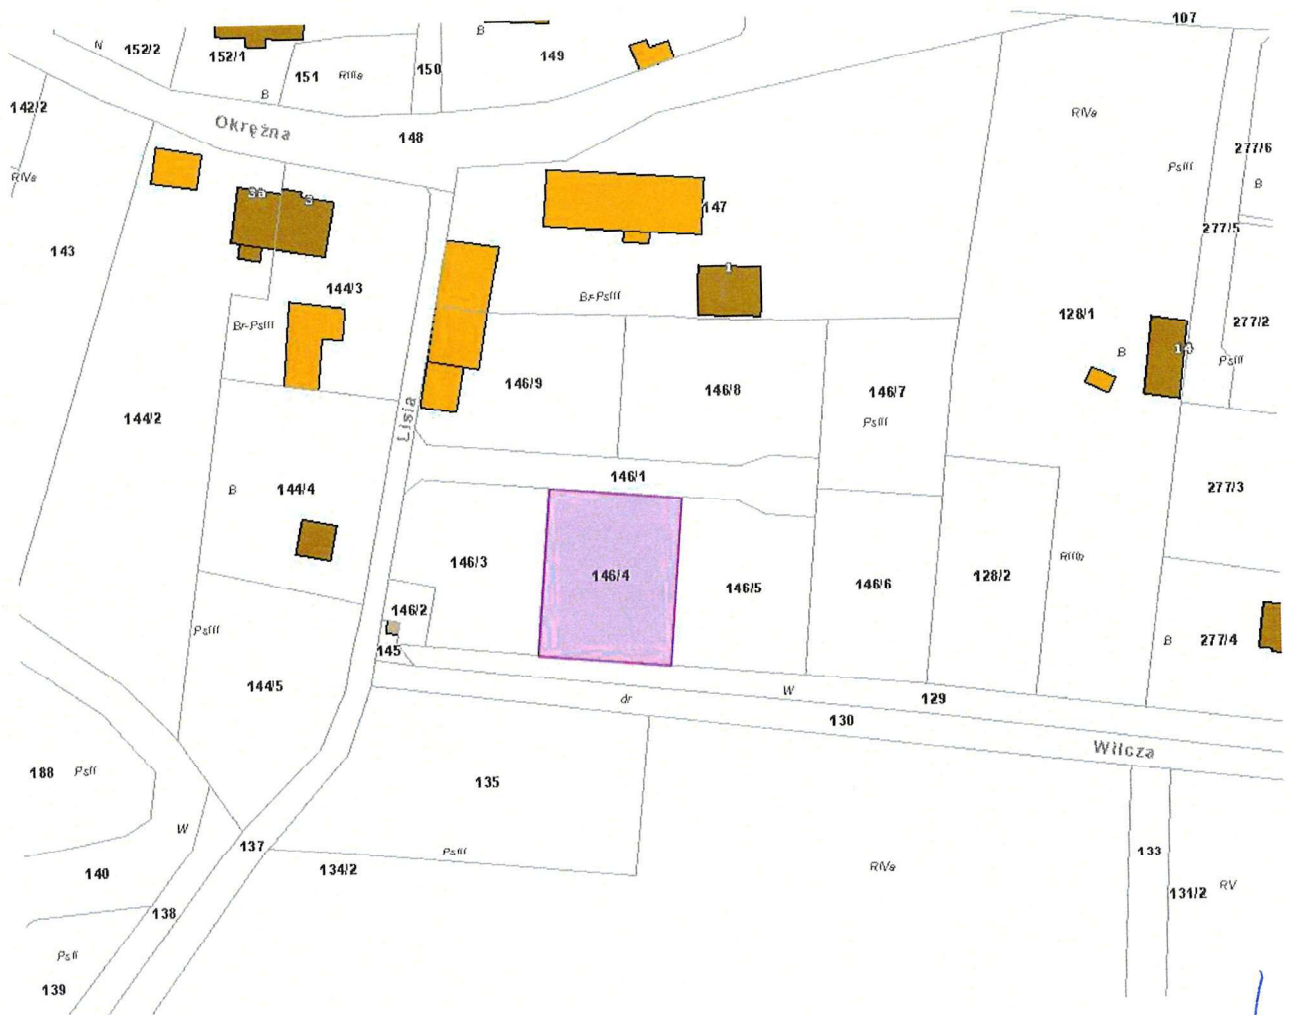 107
N
152/2
152/1
B
151
RIIIa
150
B
149
142/2
B
Okrężna
148
RIVa
277/6
RIVa
PsIII
B
3a
3
147
277/5
143
1
144/3
Br-PsIII
128/1
277/2
Br-PsIII
B
14
PsIII
146/9
146/8
146/7
PsIII
144/2
Lisia
146/1
B
144/4
277/3
146/3
146/4
146/5
146/6
128/2
RIIIb
146/2
PsIII
145
B
277/4
144/5
W
dr
129
130
Wilcza
188
PsII
135
W
137
133
PsIII
134/2
RIVa
140
131/2
RV
138
PsII
139